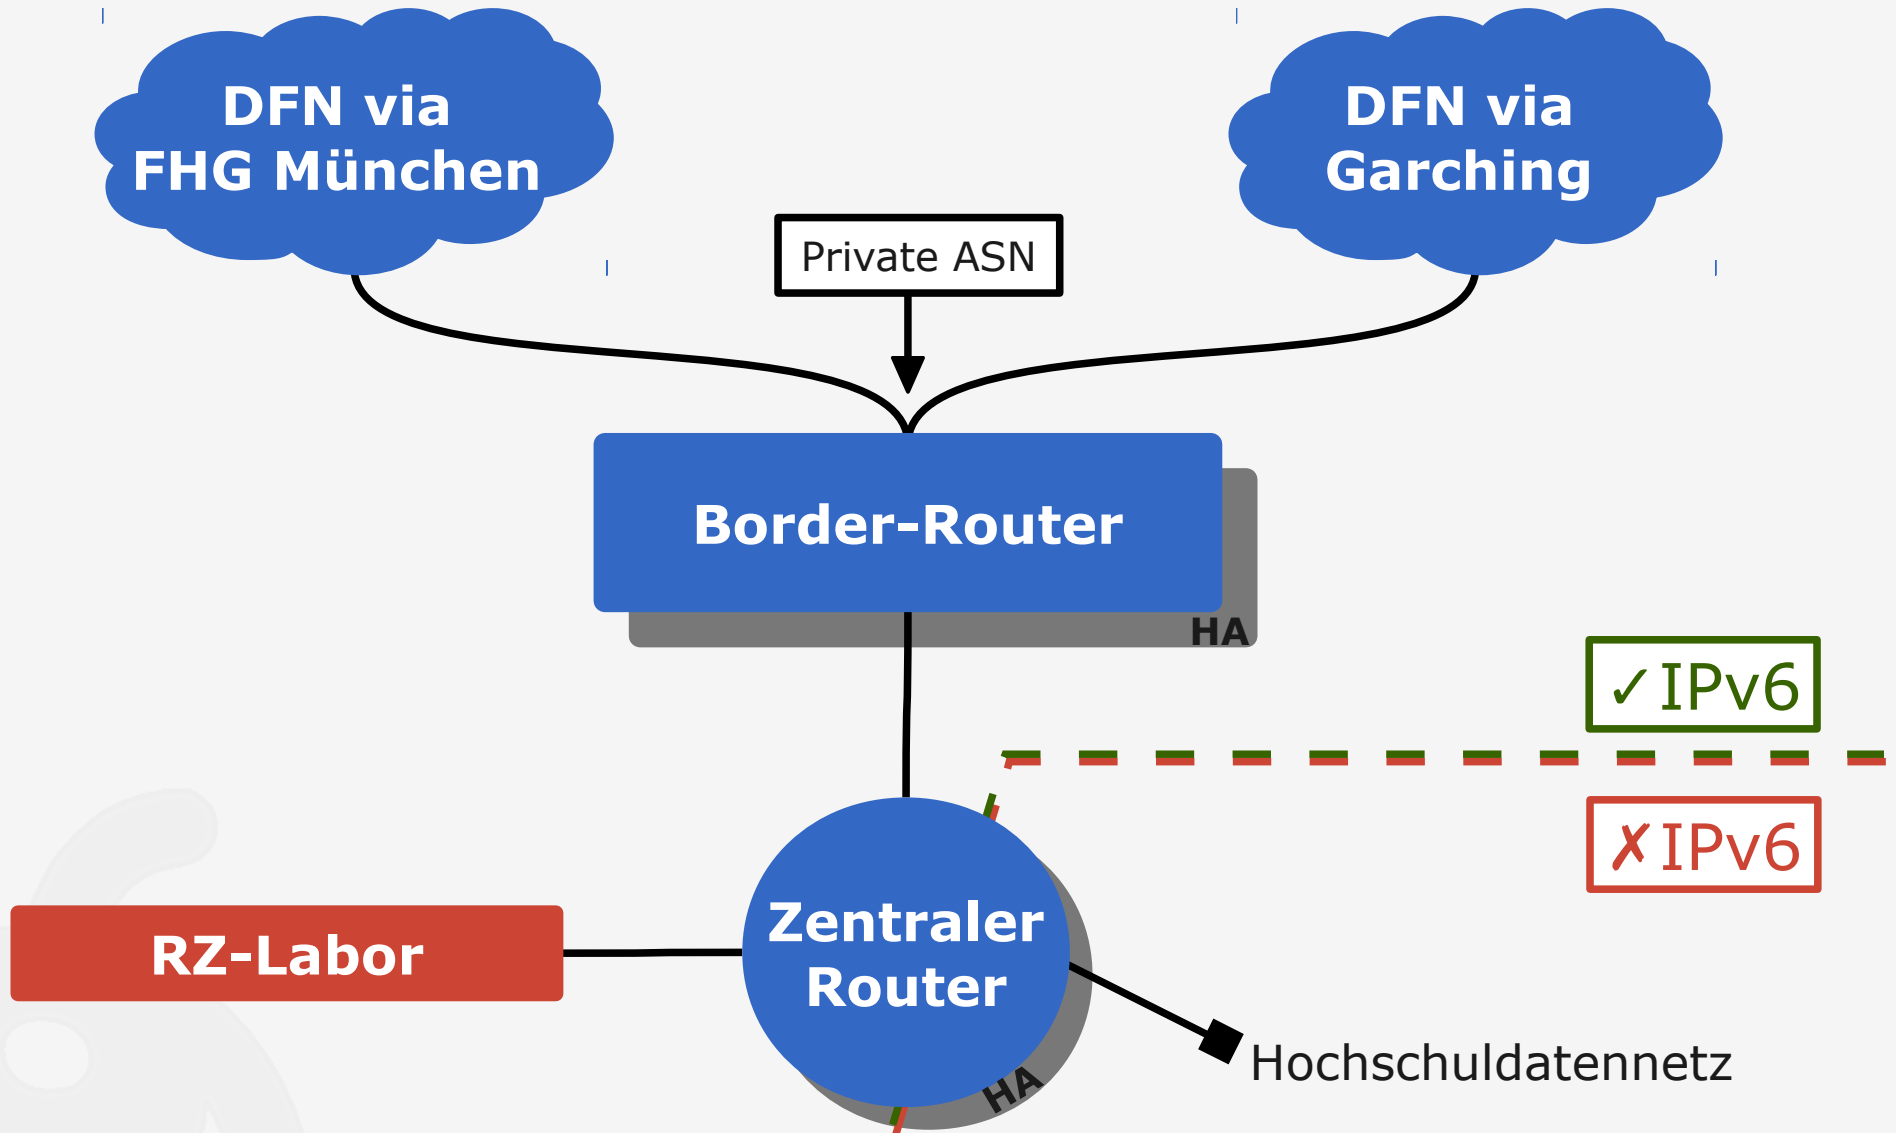 DFN via
FHG München
DFN via
Garching
Private ASN
Border-Router
HA
✓IPv6
✗IPv6
RZ-Labor
Zentraler
Router
HA
Hochschuldatennetz